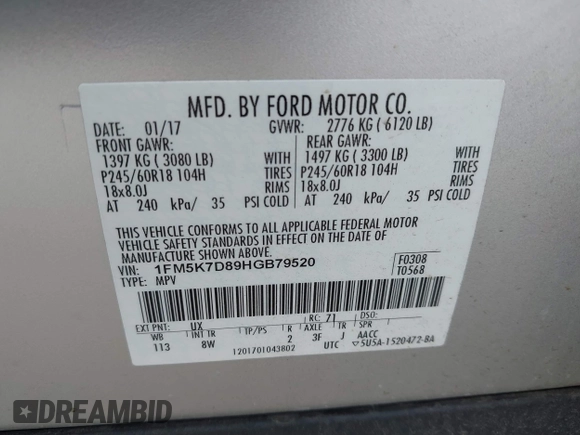 MFD. BY FORD MOTOR CO.
DATE: 01/17 GVWR: 2776 KG ( 6120 LB)
FRONT GAWR: REAR GAWR:
1397 KG ( 3080 LB) 1497 KG ( 3300 LB)
P245/60R18 104H TIRES P245/60R18 104H TIRES
18x8.0J RIMS 18x8.0J RIMS
AT 240 kPa/ 35 PSI COLD AT 240 kPa/ 35 PSI COLD
THIS VEHICLE CONFORMS TO ALL APPLICABLE FEDERAL MOTOR
VEHICLE SAFETY STANDARDS IN EFFECT ON THE DATE OF
MANUFACTURE SHOWN ABOVE.
VIN: 1FM5K7D89HGB79520 F0308
TYPE: MPV T0568
EXT PNT: UX RC: 71 DSO:
WB INT TR TP/PS R AXLE TR SPR
113 8W 2 3F J AACC
1201701043802 UTC ▽5U5A-1520472-BA
DREAMBID